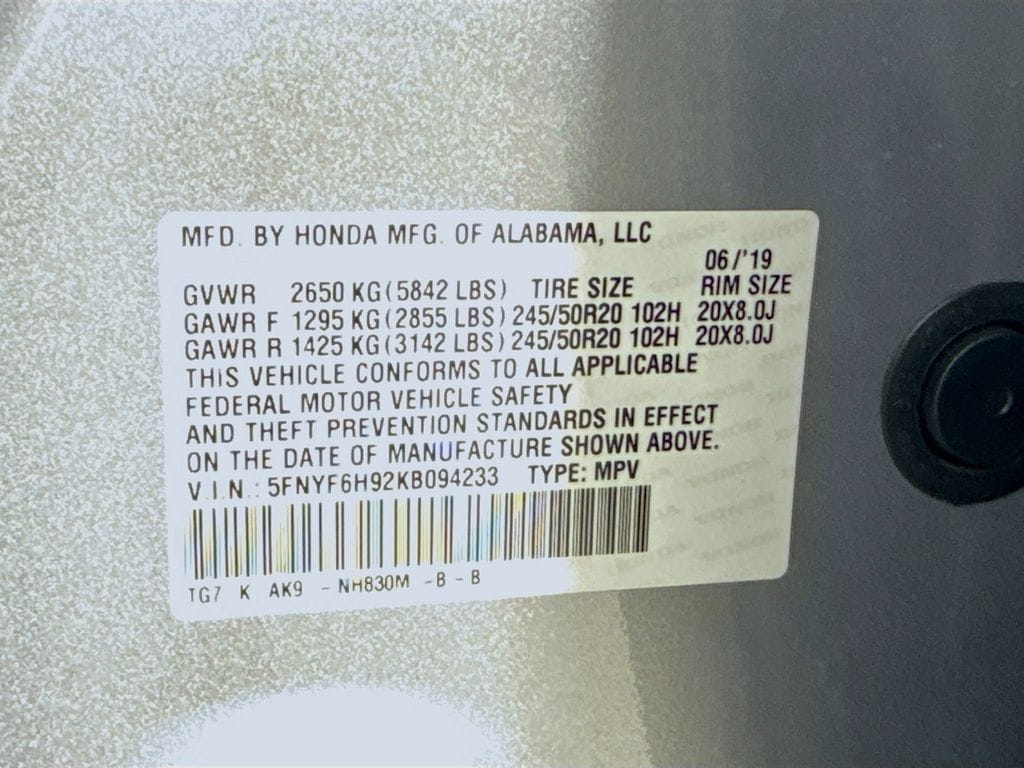 MFD. BY HONDA MFG. OF ALABAMA, LLC
06/'19
GVWR 2650 KG(5842 LBS) TIRE SIZE RIM SIZE
GAWR F 1295 KG(2855 LBS) 245/50R20 102H 20X8.0J
GAWR R 1425 KG(3142 LBS) 245/50R20 102H 20X8.0J
THIS VEHICLE CONFORMS TO ALL APPLICABLE
FEDERAL MOTOR VEHICLE SAFETY
AND THEFT PREVENTION STANDARDS IN EFFECT
ON THE DATE OF MANUFACTURE SHOWN ABOVE.
V.I.N.: 5FNYF6H92KB094233 TYPE: MPV
TG7 K AK9 - NH830M - B - B